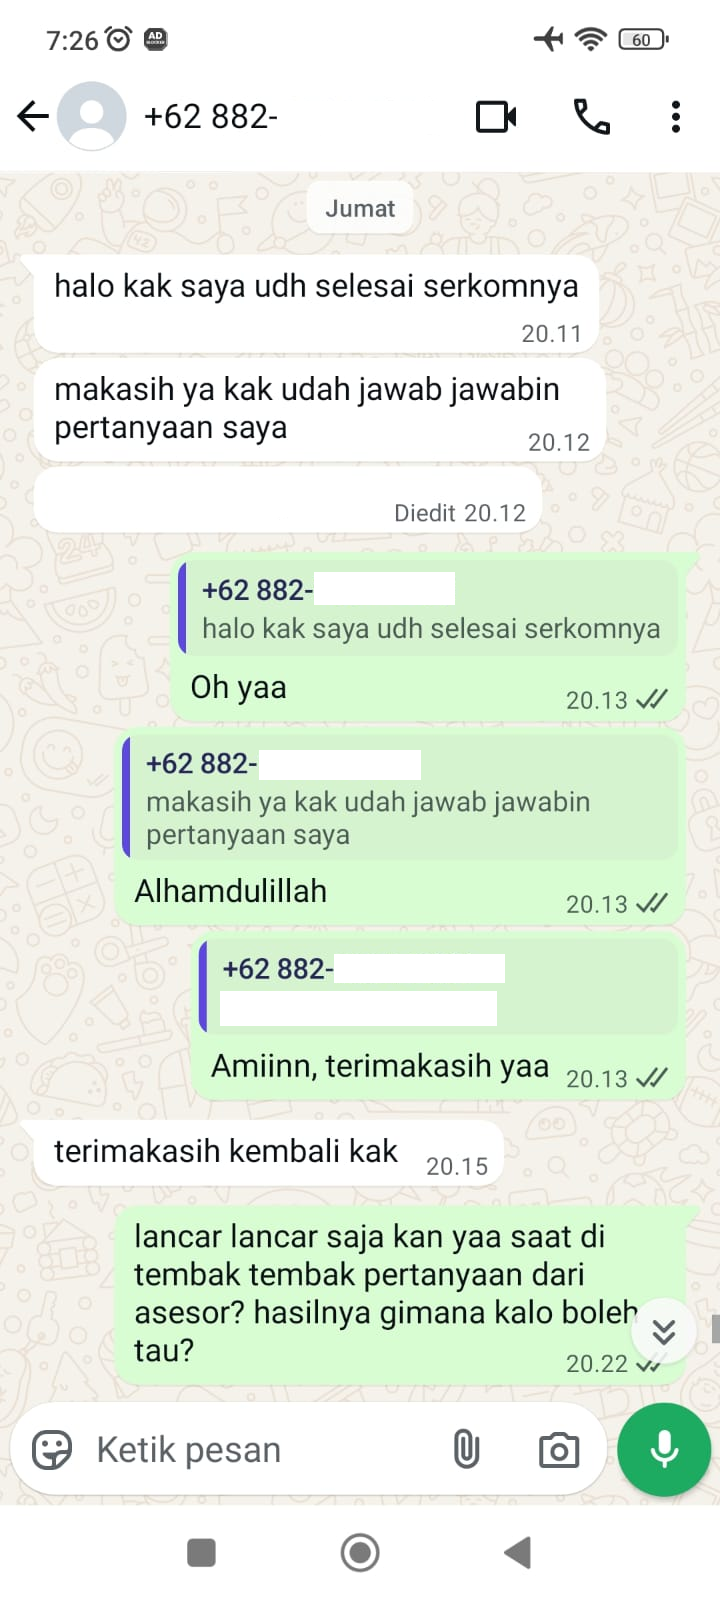 7:26 AD 60
+62 882-
Jumat
halo kak saya udh selesai serkomnya
20.11
makasih ya kak udah jawab jawabin
pertanyaan saya
20.12
Diedit 20.12
+62 882-
halo kak saya udh selesai serkomnya
Oh yaa
20.13
+62 882-
makasih ya kak udah jawab jawabin
pertanyaan saya
Alhamdulillah
20.13
+62 882-
Amiinn, terimakasih yaa
20.13
terimakasih kembali kak
20.15
lancar lancar saja kan yaa saat di
tembak tembak pertanyaan dari
asesor? hasilnya gimana kalo boleh
tau?
20.22
Ketik pesan